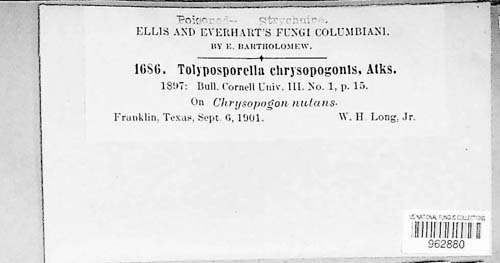 Poisoned-- Strychnine.
ELLIS AND EVERHART'S FUNGI COLUMBIANI.
BY E. BARTHOLOMEW.
1686. Tolyposporella chrysopogonis, Atks.
1897: Bull. Cornell Univ. III. No. 1, p. 15.
On Chrysopogon nutans.
Franklin, Texas, Sept. 6, 1901. W. H. Long, Jr.
US NATIONAL FUNGUS COLLECTIONS
962880